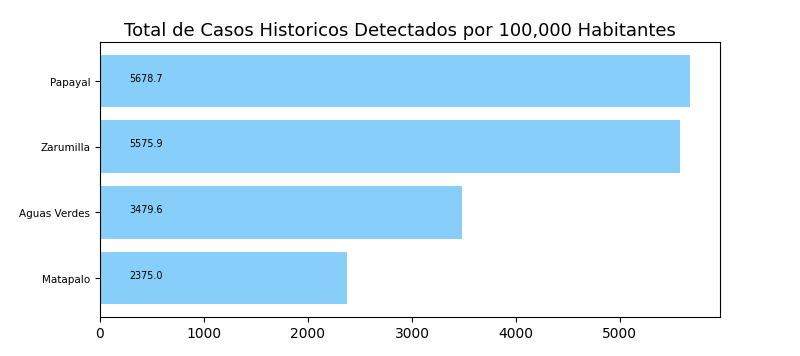 Total de Casos Historicos Detectados por 100,000 Habitantes
Papayal 5678.7
Zarumilla 5575.9
Aguas Verdes 3479.6
Matapalo 2375.0
0 1000 2000 3000 4000 5000